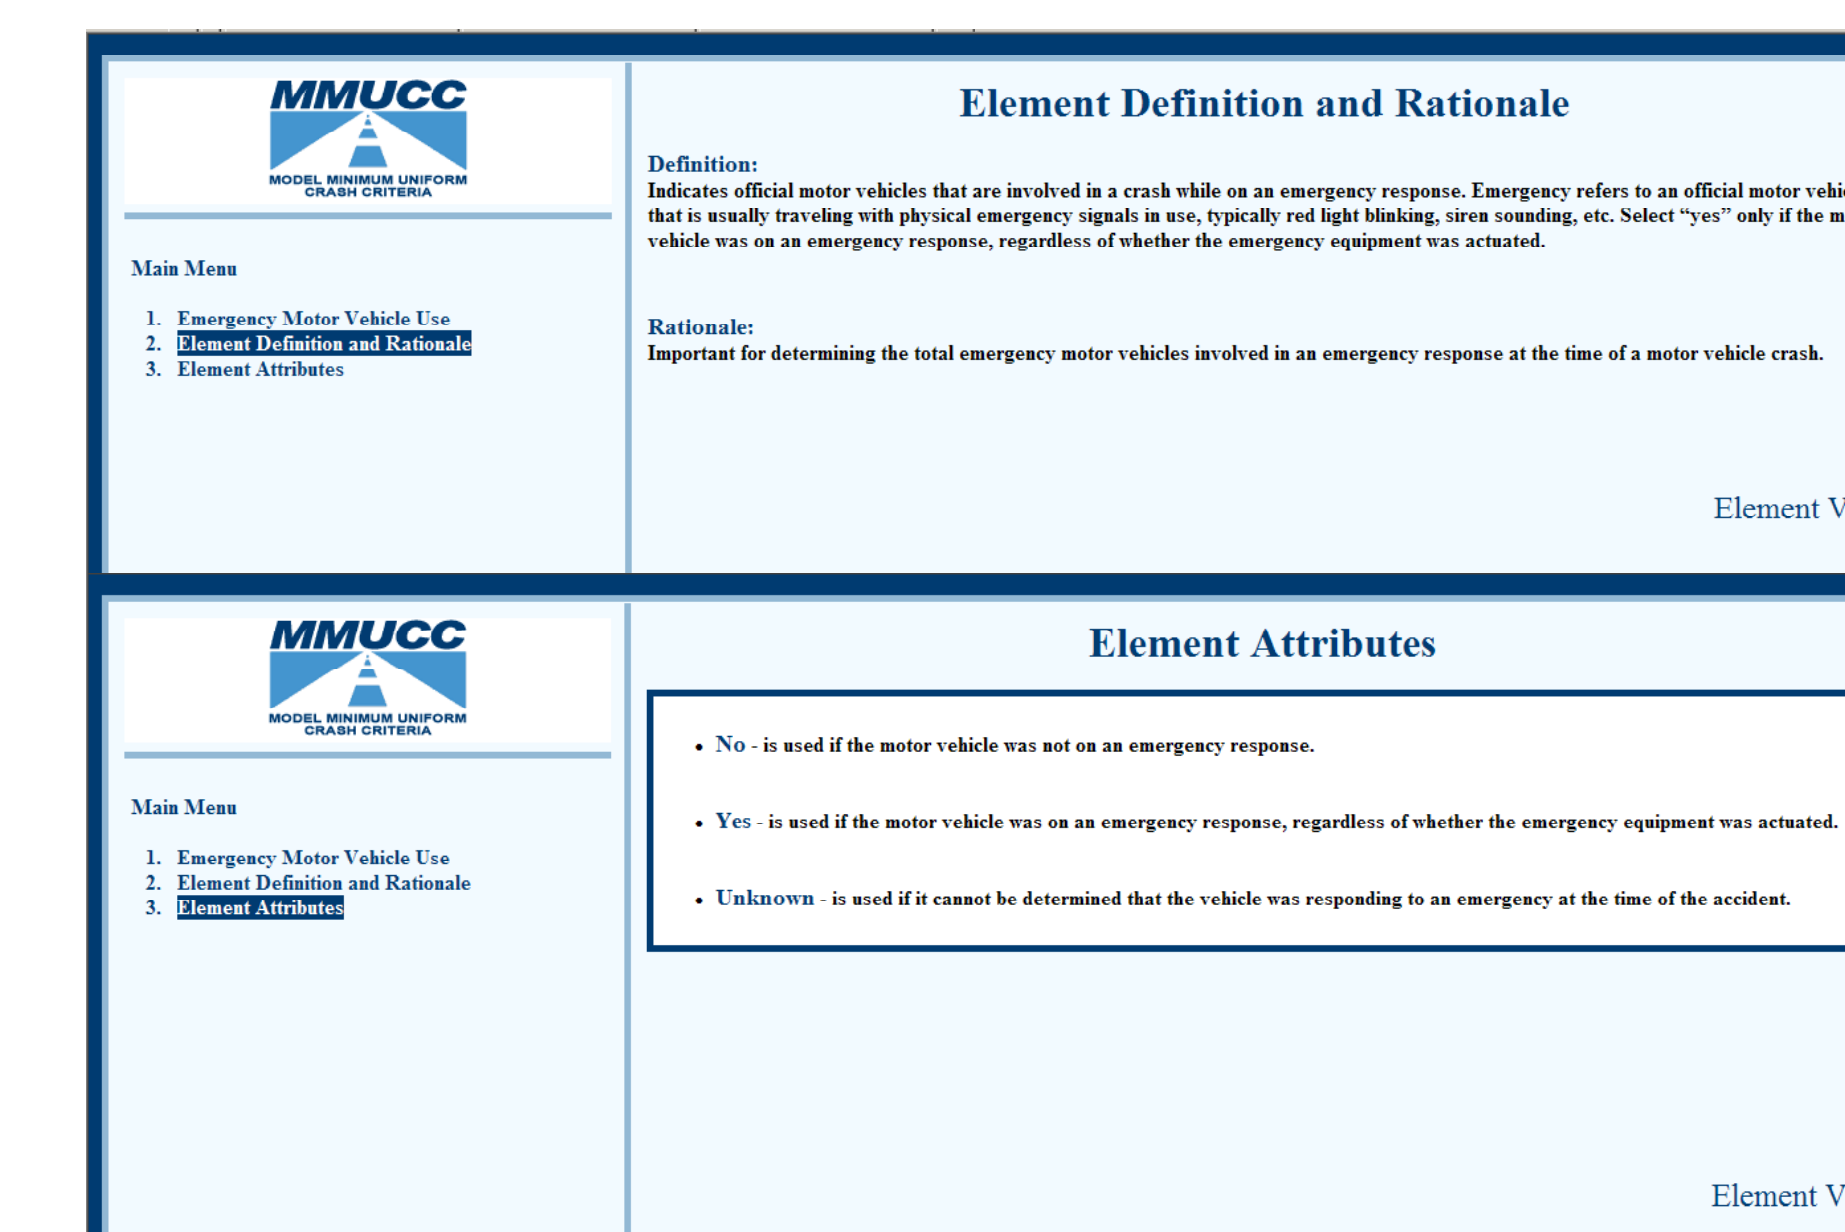 MMUCC
MODEL MINIMUM UNIFORM
CRASH CRITERIA
Main Menu
1. Emergency Motor Vehicle Use
2. Element Definition and Rationale
3. Element Attributes
Element Definition and Rationale
Definition:
Indicates official motor vehicles that are involved in a crash while on an emergency response. Emergency refers to an official motor
that is usually traveling with physical emergency signals in use, typically red light blinking, siren sounding, etc. Select “yes” only if the
vehicle was on an emergency response, regardless of whether the emergency equipment was actuated.
Rationale:
Important for determining the total emergency motor vehicles involved in an emergency response at the time of a motor vehicle crash.
Element V
MMUCC
MODEL MINIMUM UNIFORM
CRASH CRITERIA
Main Menu
1. Emergency Motor Vehicle Use
2. Element Definition and Rationale
3. Element Attributes
Element Attributes
• No - is used if the motor vehicle was not on an emergency response.
• Yes - is used if the motor vehicle was on an emergency response, regardless of whether the emergency equipment was actuated.
• Unknown - is used if it cannot be determined that the vehicle was responding to an emergency at the time of the accident.
Element V